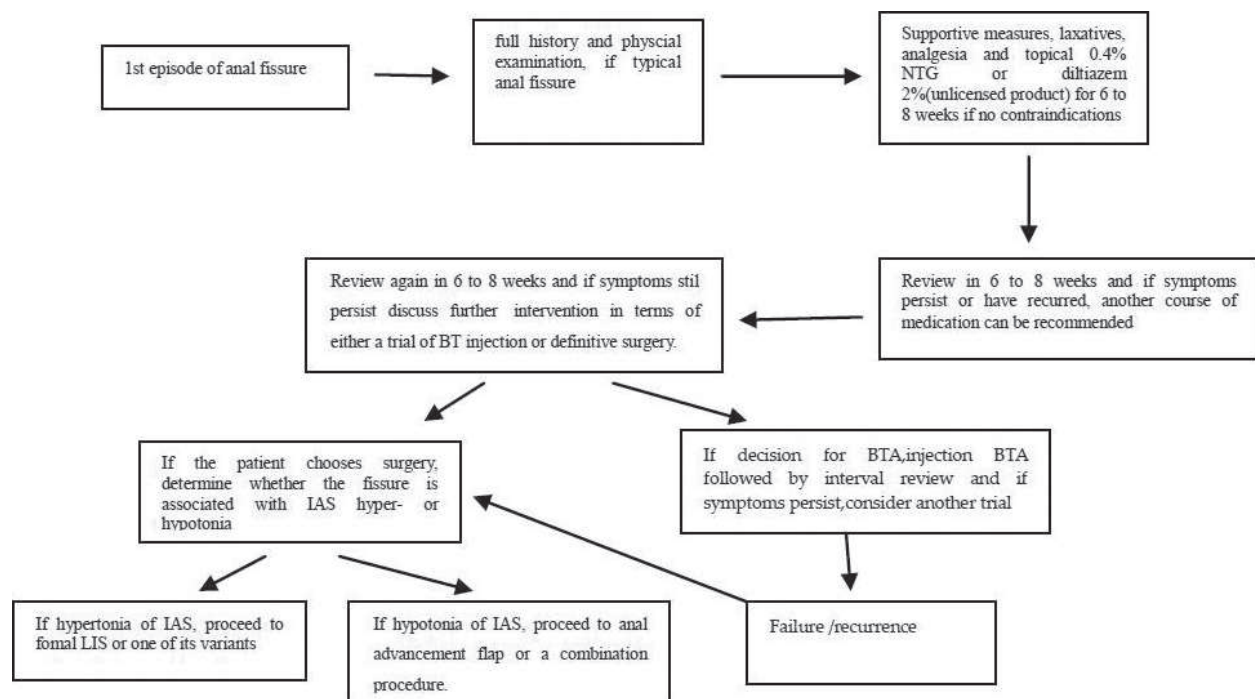 1st episode of anal fissure
full history and physcial
examination, if typical
anal fissure
Supportive measures, laxatives,
analgesia and topical 0.4%
NTG or diltiazem
2%(unlicensed product) for 6 to
8 weeks if no contraindications
Review in 6 to 8 weeks and if symptoms
persist or have recurred, another course of
medication can be recommended
Review again in 6 to 8 weeks and if symptoms stil
persist discuss further intervention in terms of
either a trial of BT injection or definitive surgery.
If the patient chooses surgery,
determine whether the fissure is
associated with IAS hyper- or
hypotonia
If decision for BTA,injection BTA
followed by interval review and if
symptoms persist,consider another trial
If hypertonia of IAS, proceed to
fomal LIS or one of its variants
If hypotonia of IAS, proceed to anal
advancement flap or a combination
procedure.
Failure /recurrence